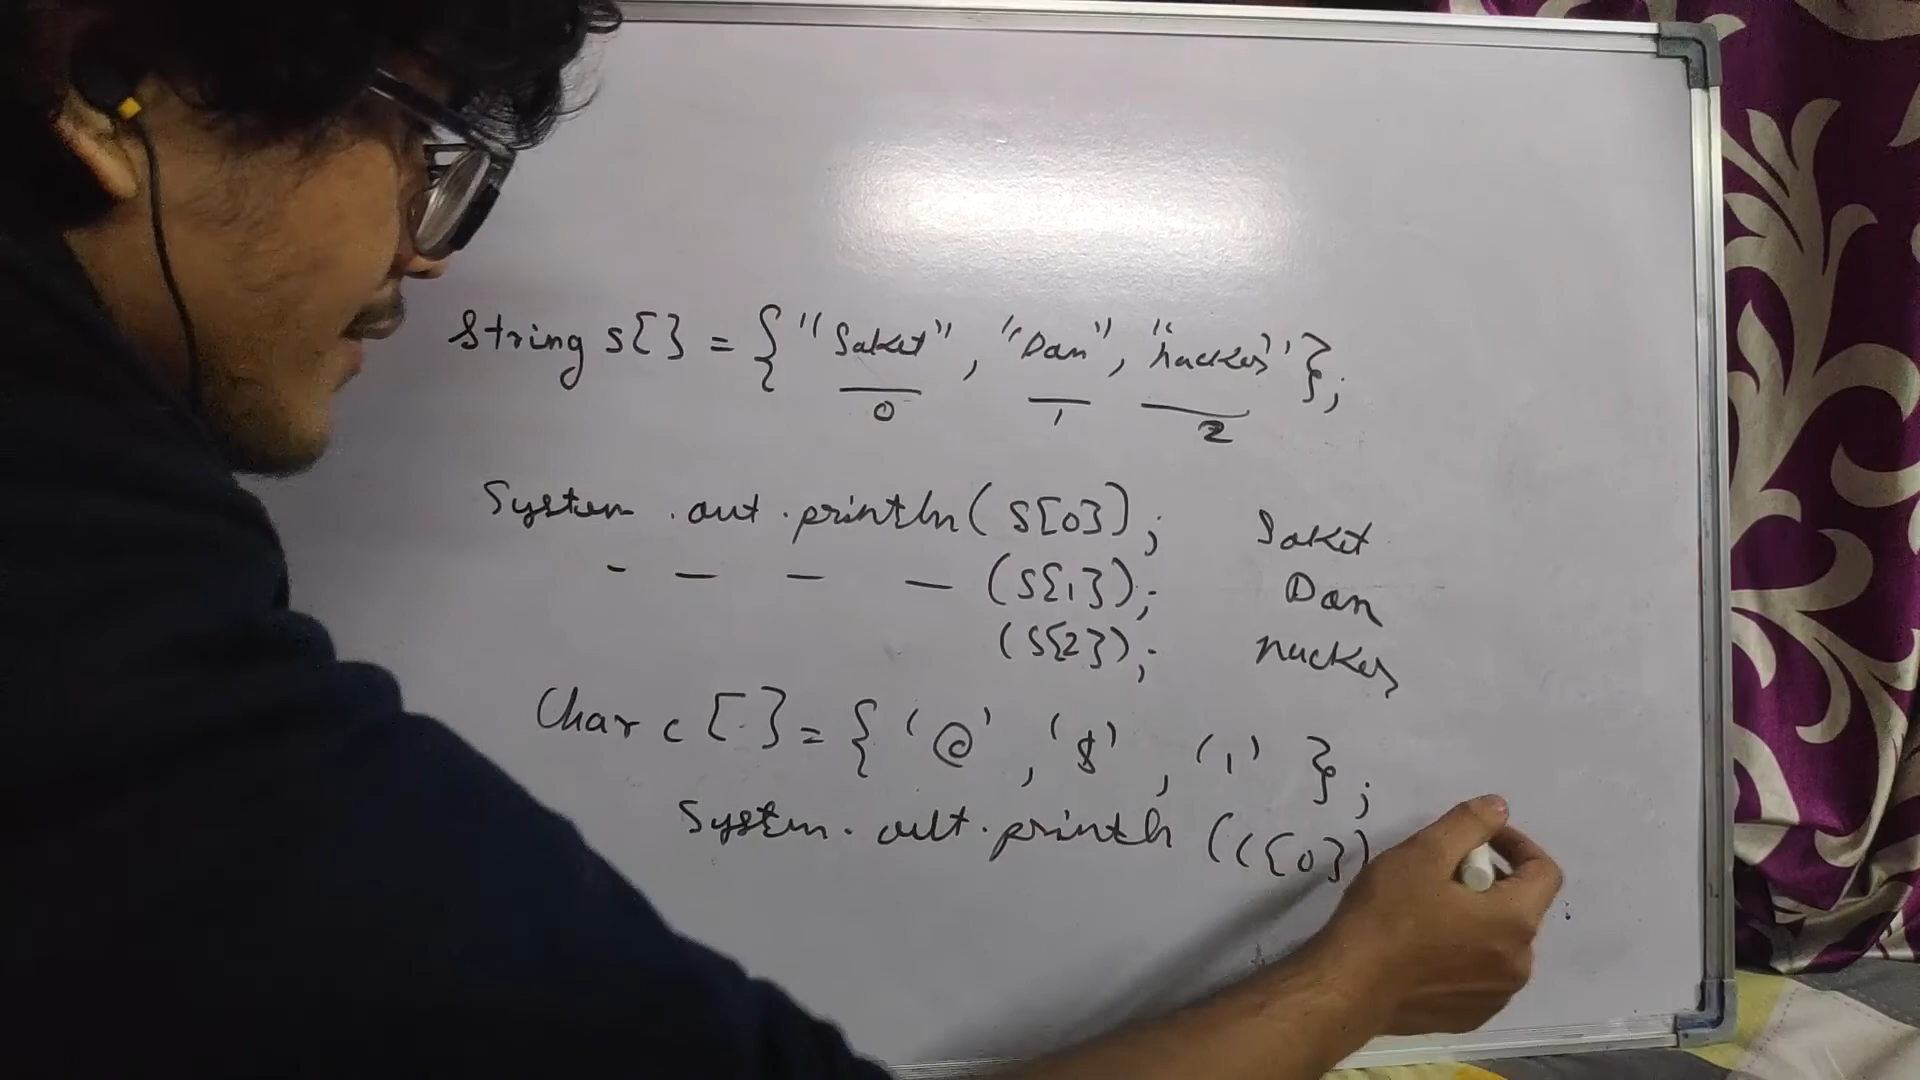 String s[] = {"Saket", "Dan", "hacker"};
0 1 2
System.out.println(s[0]); Saket
- - - - (s[1]); Dan
(s[2]); hacker
Char c[] = {'@', '$', '1'};
System.out.println(c[0])